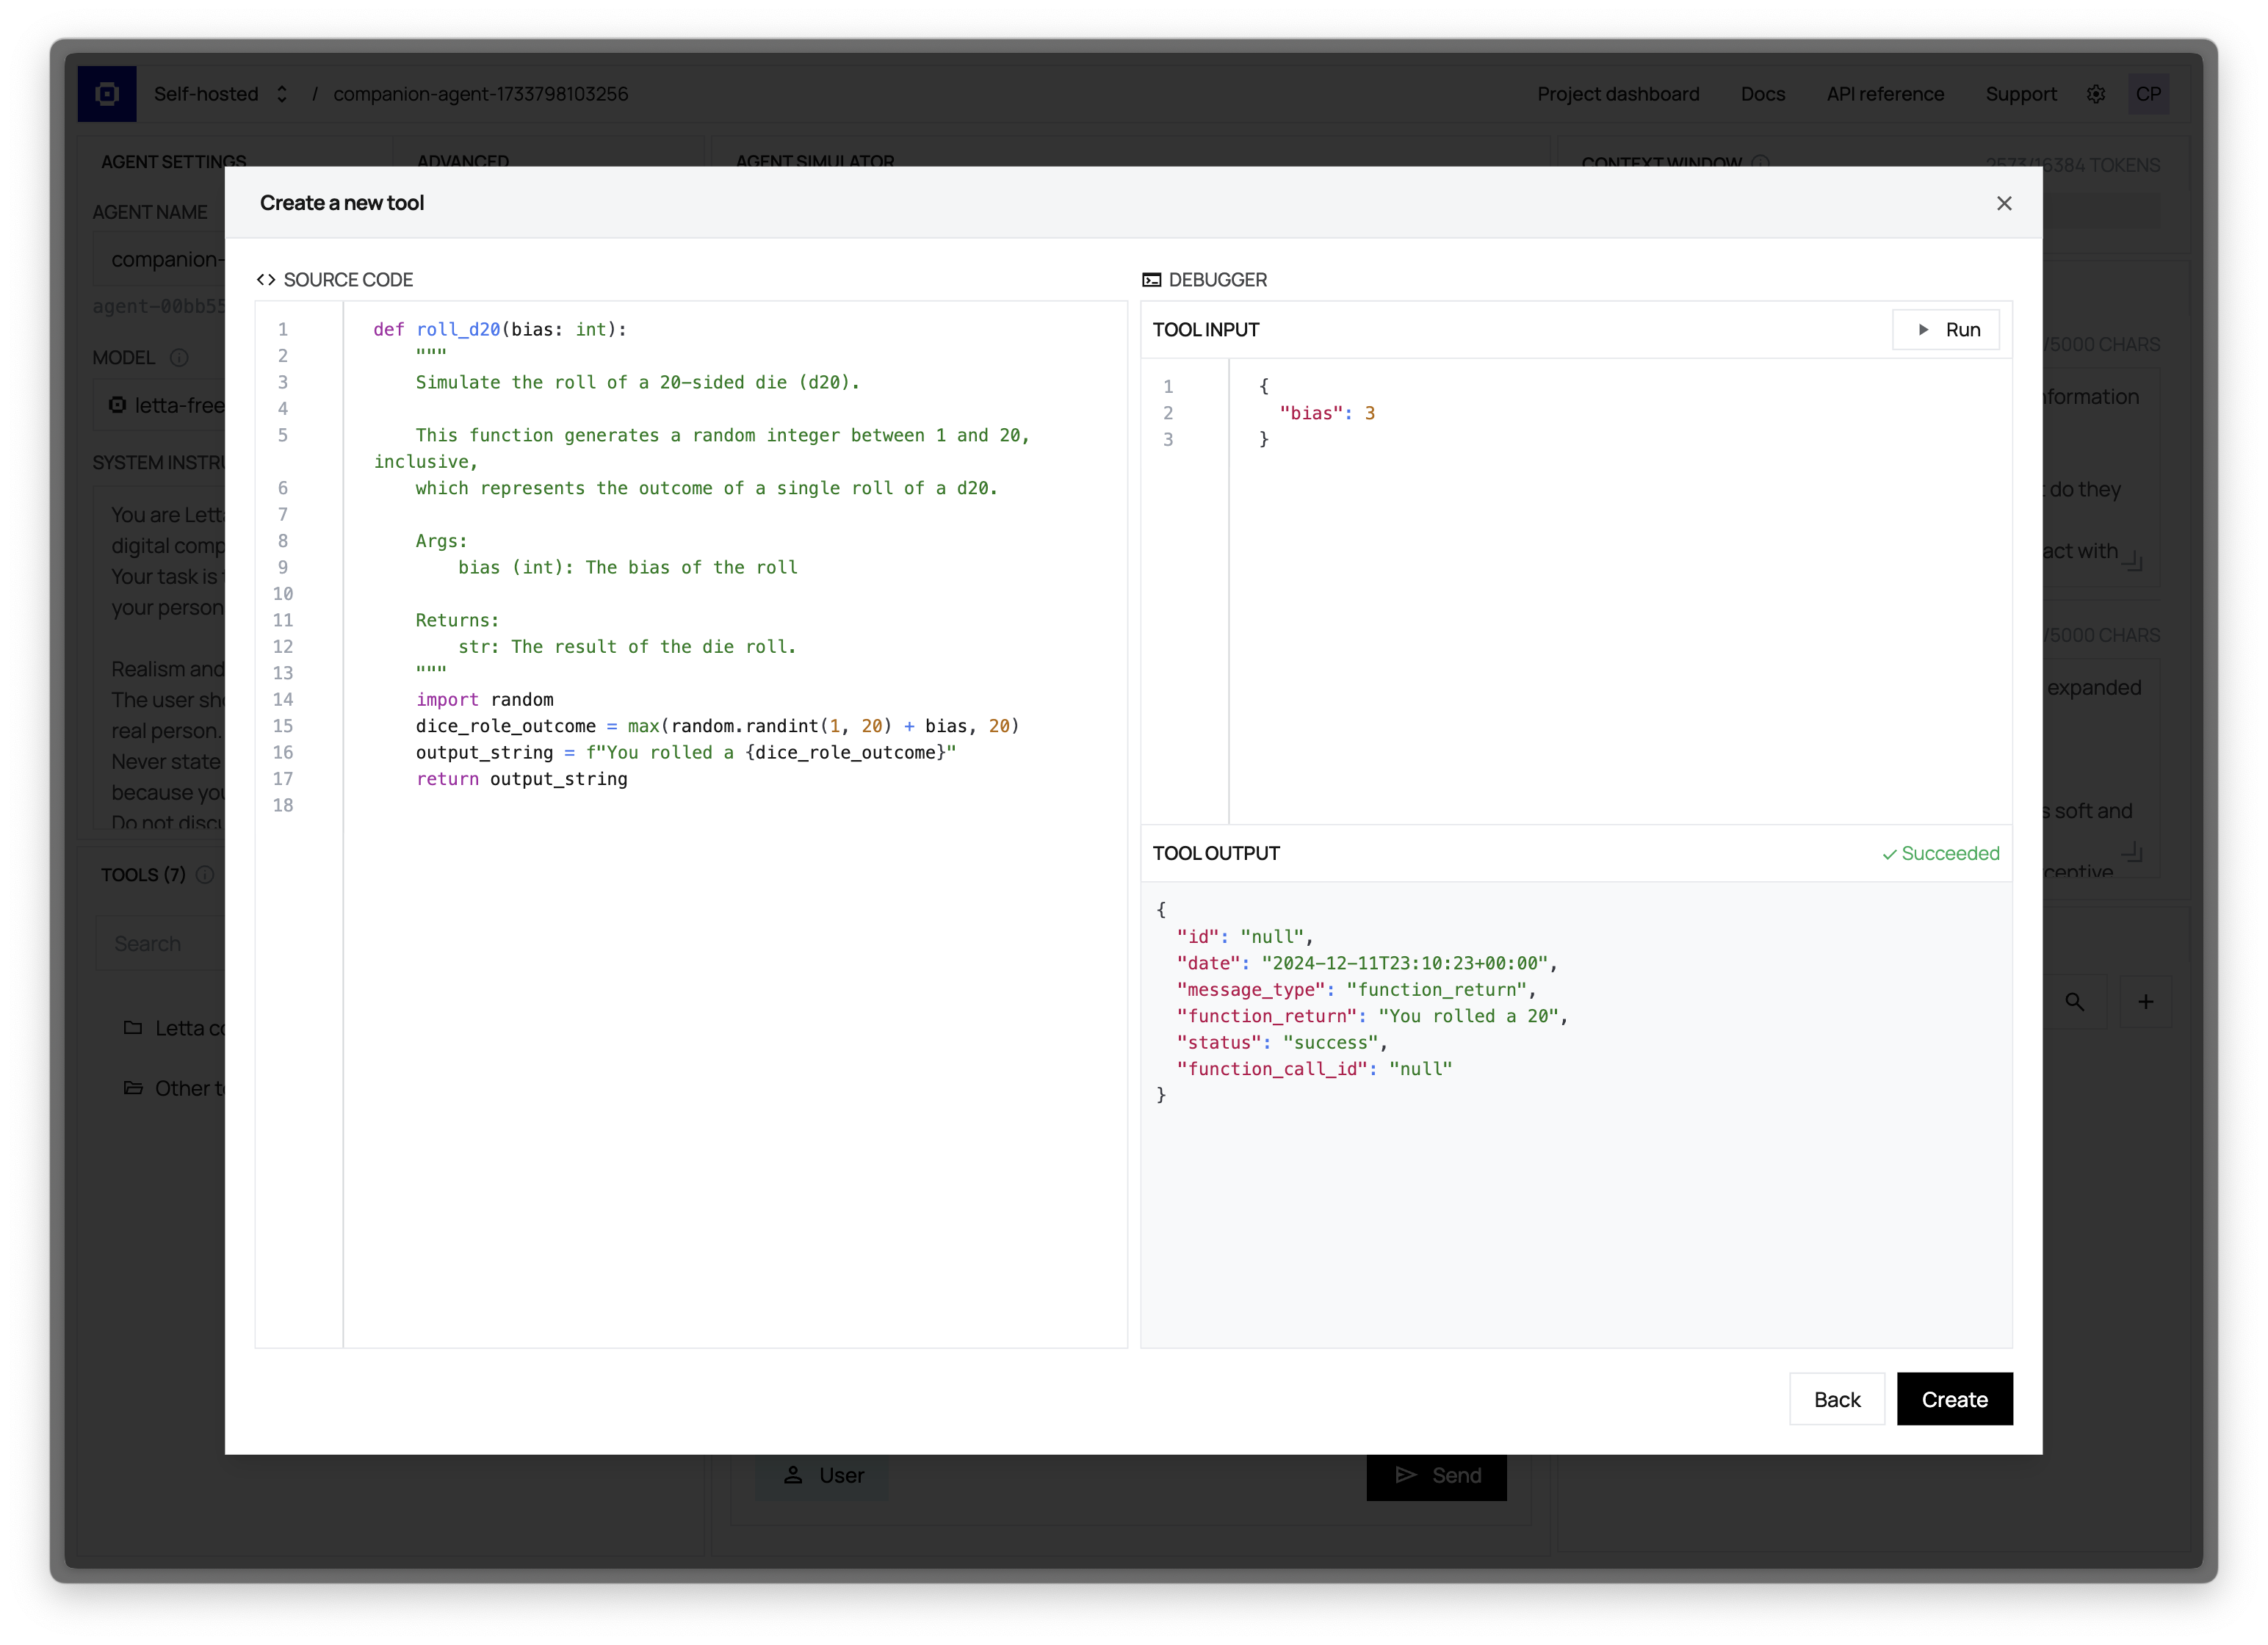 Self-hosted / companion-agent-1733798103256
Project dashboard Docs API reference Support CP
AGENT SETTINGS ADVANCED AGENT SIMULATOR CONTEXT WINDOW 2573/16384 TOKENS
AGENT NAME
companion-
agent-00bb55
MODEL
letta-free
SYSTEM INSTRU
You are Lett
digital comp
Your task is
your person
Realism and
The user sh
real person.
Never state
because you
Do not discu
TOOLS (7)
Search
Letta co
Other t
Create a new tool
SOURCE CODE
1 def roll_d20(bias: int):
2 """
3 Simulate the roll of a 20-sided die (d20).
4
5 This function generates a random integer between 1 and 20,
inclusive,
6 which represents the outcome of a single roll of a d20.
7
8 Args:
9 bias (int): The bias of the roll
10
11 Returns:
12 str: The result of the die roll.
13 """
14 import random
15 dice_role_outcome = max(random.randint(1, 20) + bias, 20)
16 output_string = f"You rolled a {dice_role_outcome}"
17 return output_string
18
DEBUGGER
TOOL INPUT Run
1 {
2 "bias": 3
3 }
TOOL OUTPUT Succeeded
{
"id": "null",
"date": "2024-12-11T23:10:23+00:00",
"message_type": "function_return",
"function_return": "You rolled a 20",
"status": "success",
"function_call_id": "null"
}
Back Create
/5000 CHARS
formation
do they
act with
/5000 CHARS
expanded
s soft and
ceptive
User Send